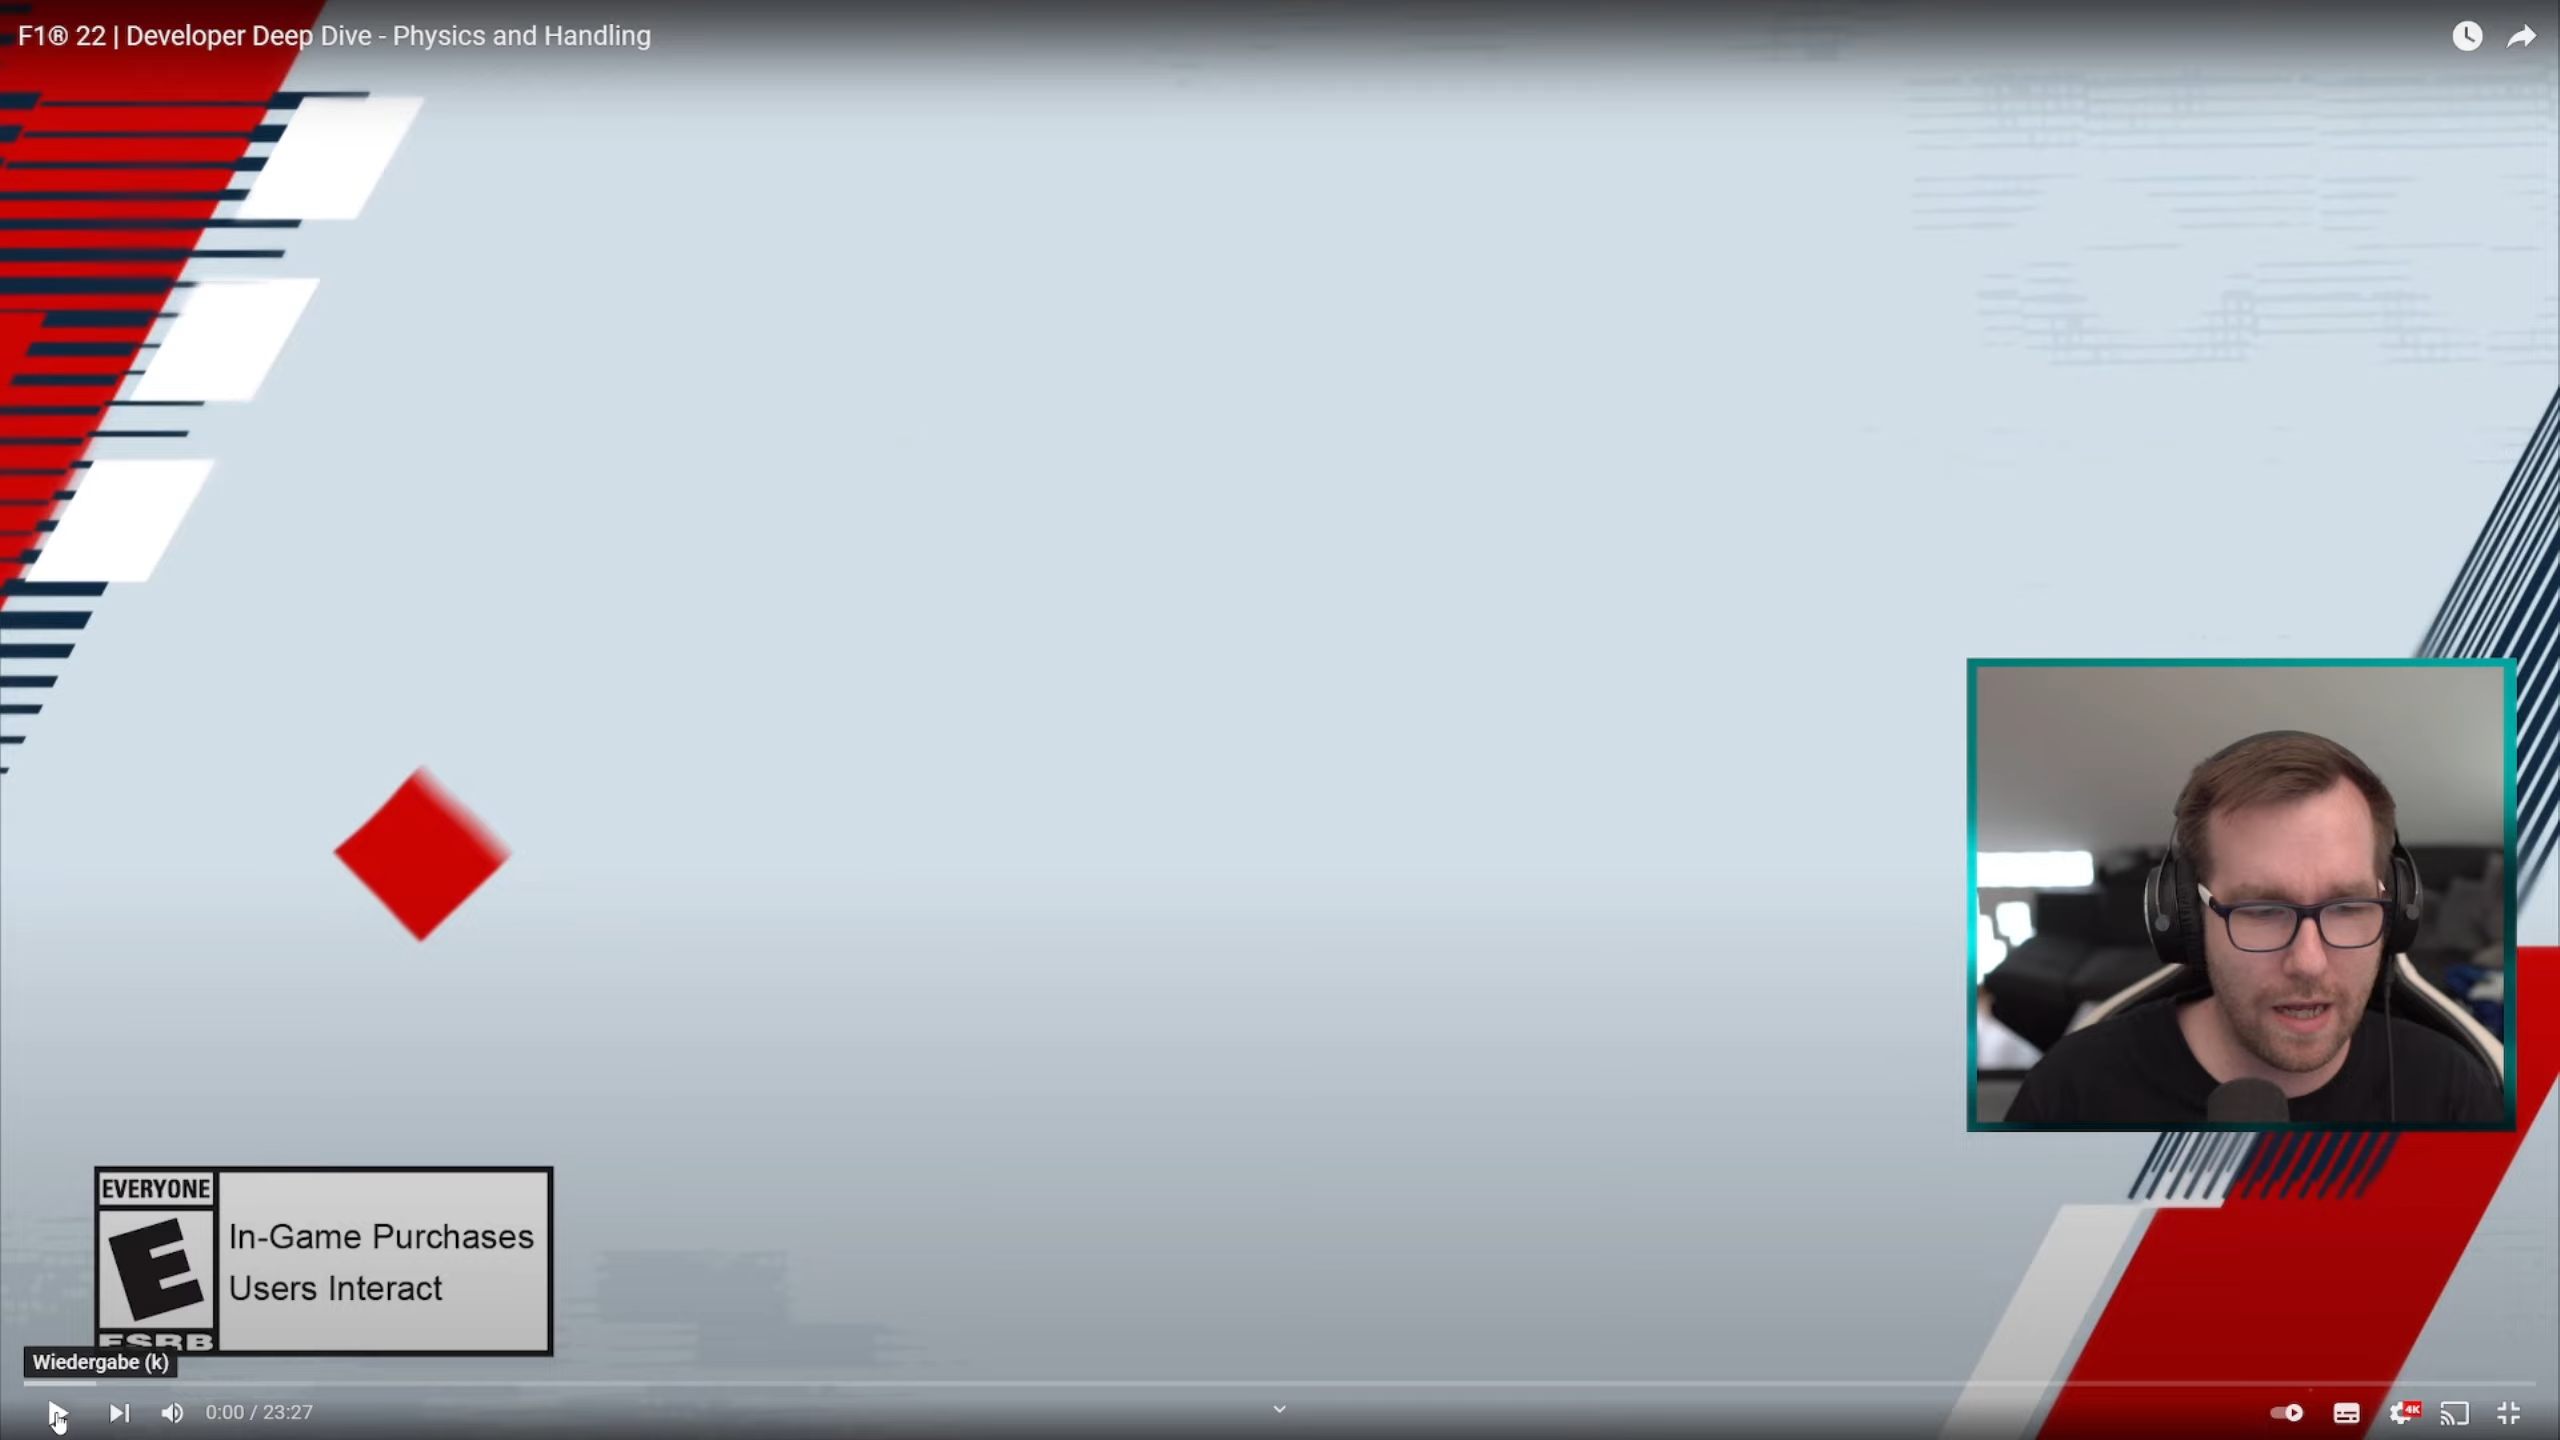 F1® 22 | Developer Deep Dive - Physics and Handling
EVERYONE
E
In-Game Purchases
Users Interact
ESRB
Wiedergabe (k)
0:00 / 23:27
4K